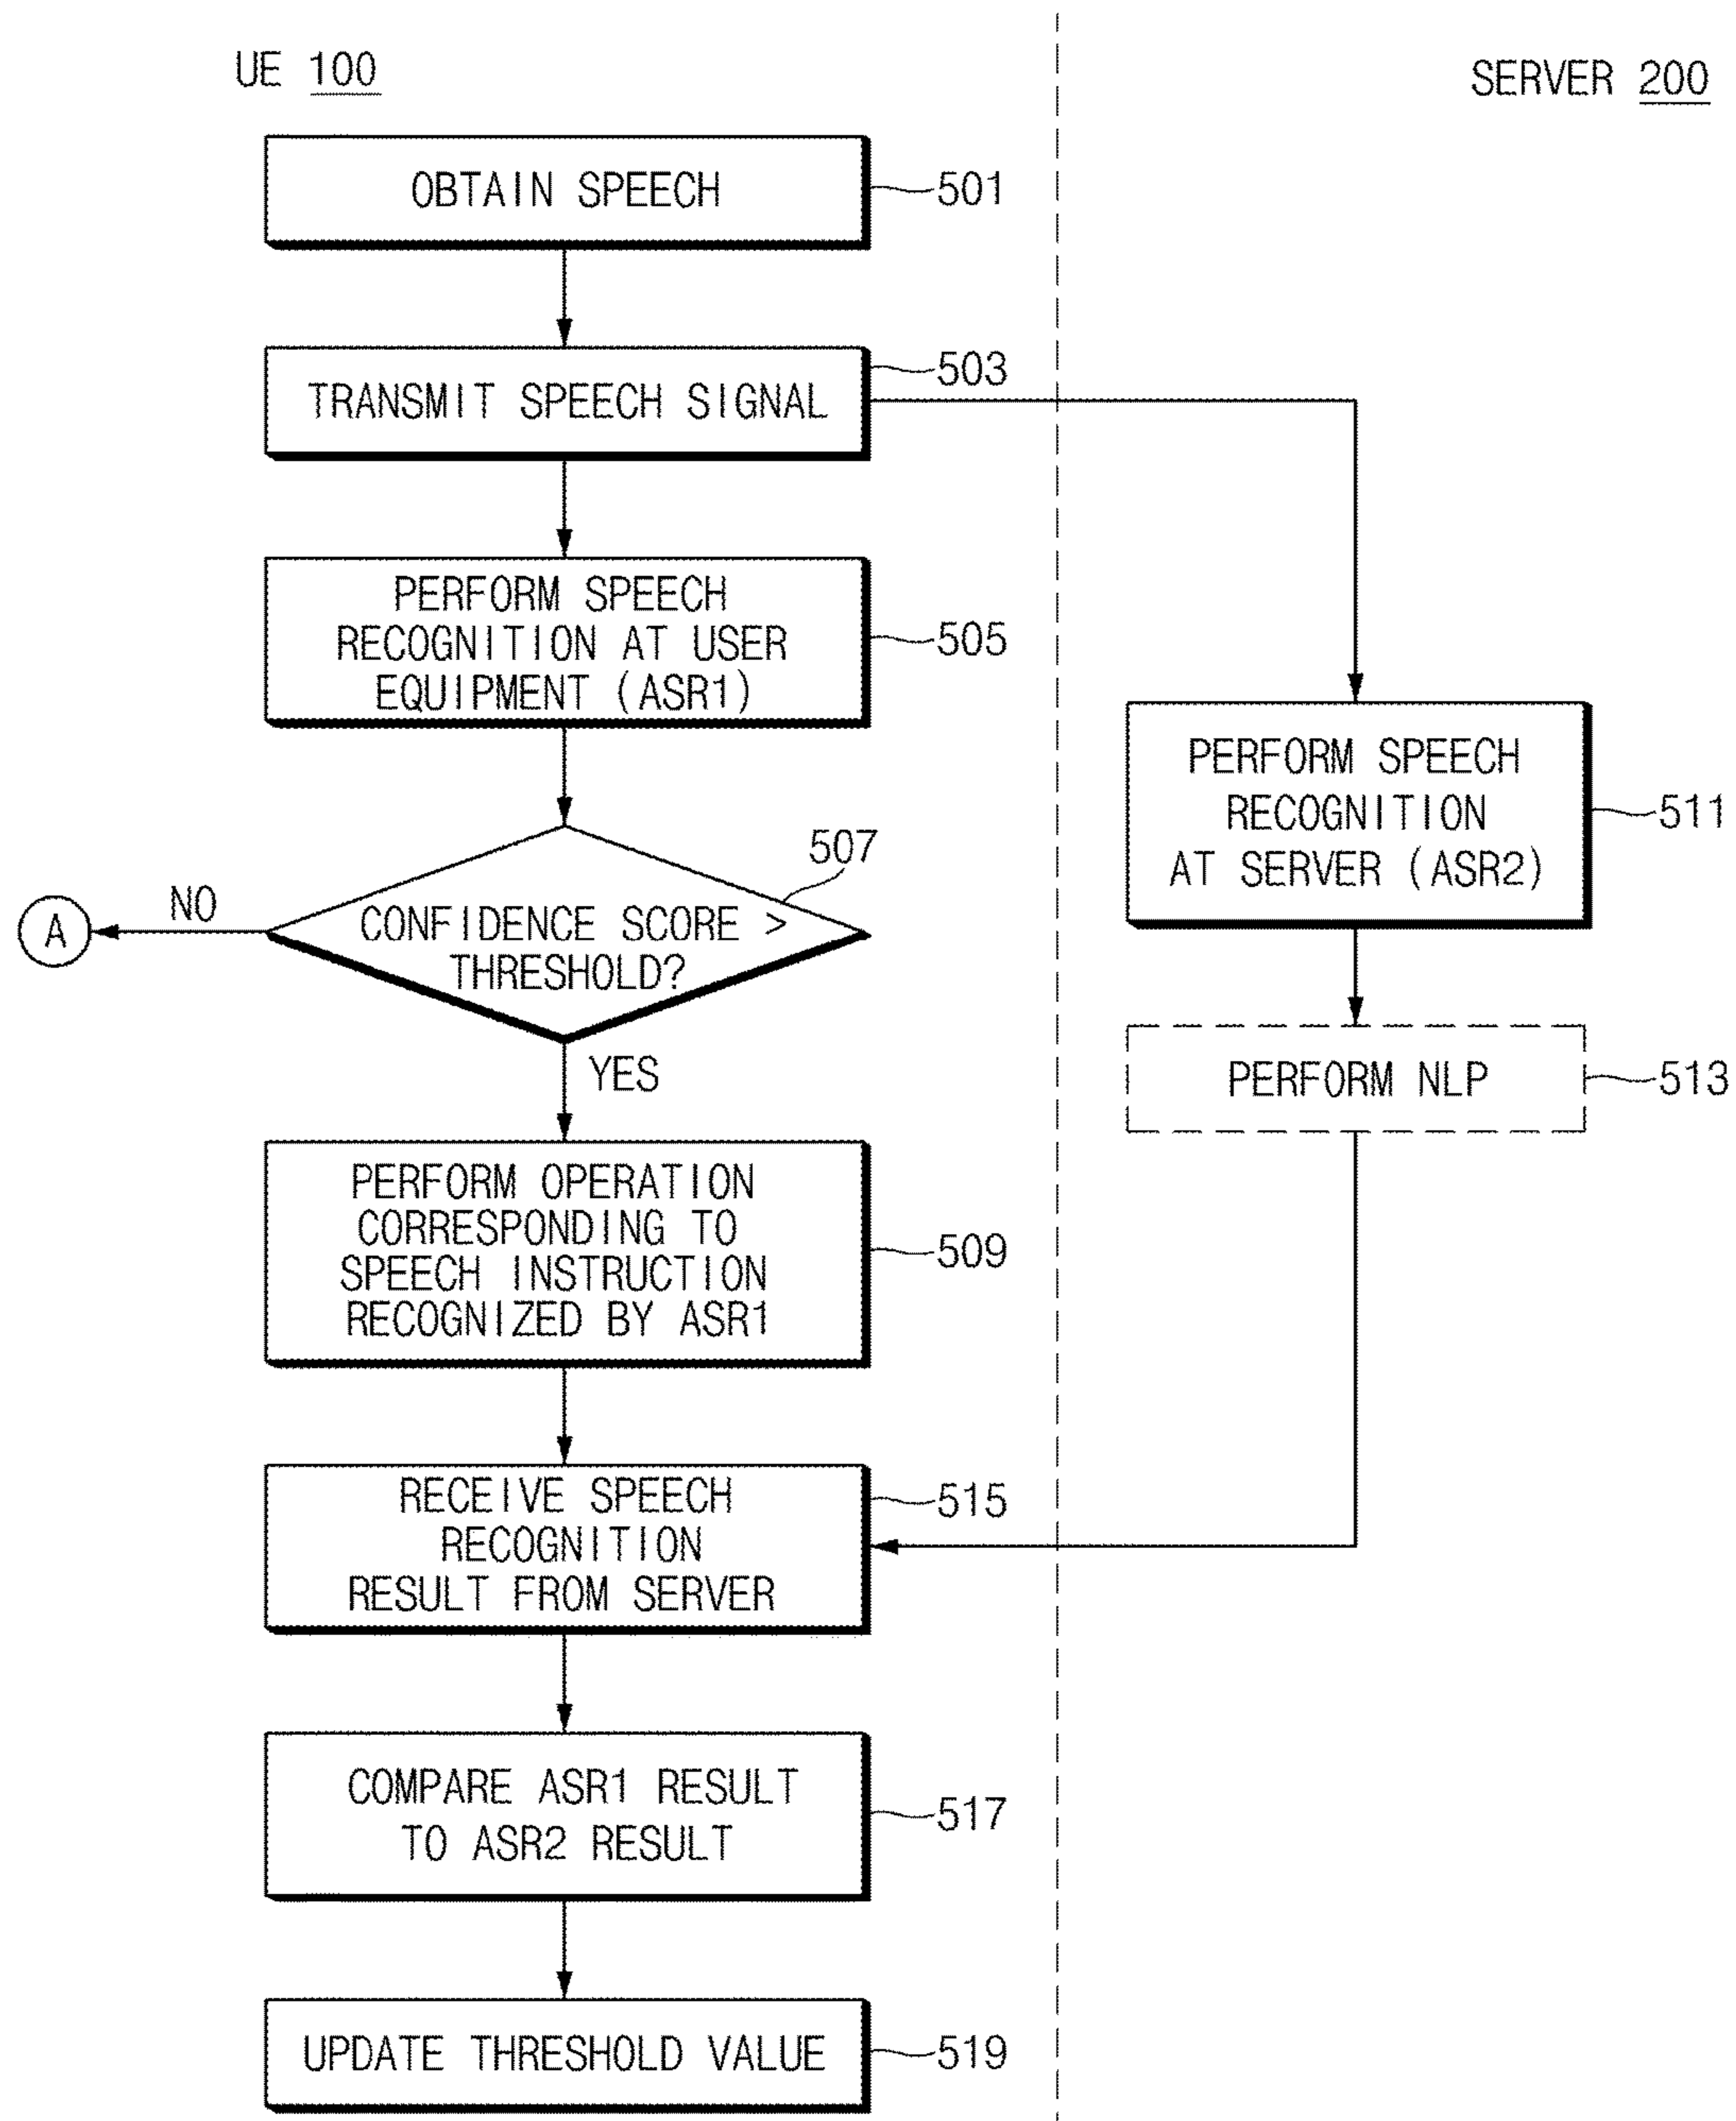 UE 100
SERVER 200
OBTAIN SPEECH
501
TRANSMIT SPEECH SIGNAL
503
PERFORM SPEECH
RECOGNITION AT USER
EQUIPMENT (ASR1)
505
PERFORM SPEECH
RECOGNITION
AT SERVER (ASR2)
511
507
CONFIDENCE SCORE >
THRESHOLD?
NO
A
YES
PERFORM NLP
513
PERFORM OPERATION
CORRESPONDING TO
SPEECH INSTRUCTION
RECOGNIZED BY ASR1
509
RECEIVE SPEECH
RECOGNITION
RESULT FROM SERVER
515
COMPARE ASR1 RESULT
TO ASR2 RESULT
517
UPDATE THRESHOLD VALUE
519